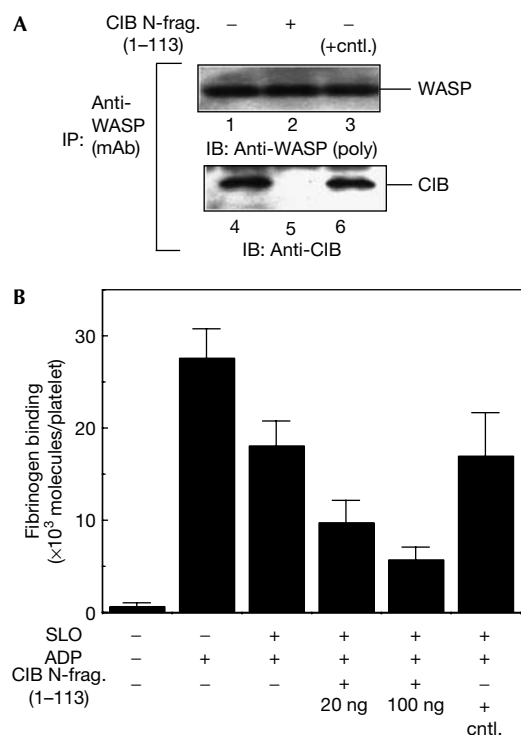 A
CIB N-frag. – + –
(1–113) (+cntl.)
WASP
1 2 3
IB: Anti-WASP (poly)
IP: Anti-WASP (mAb)
CIB
4 5 6
IB: Anti-CIB
B
Fibrinogen binding
(×10³ molecules/platelet)
30
20
10
0
SLO – – + + + +
ADP – + + + + +
CIB N-frag. – – – + + –
(1–113) 20 ng 100 ng +
cntl.